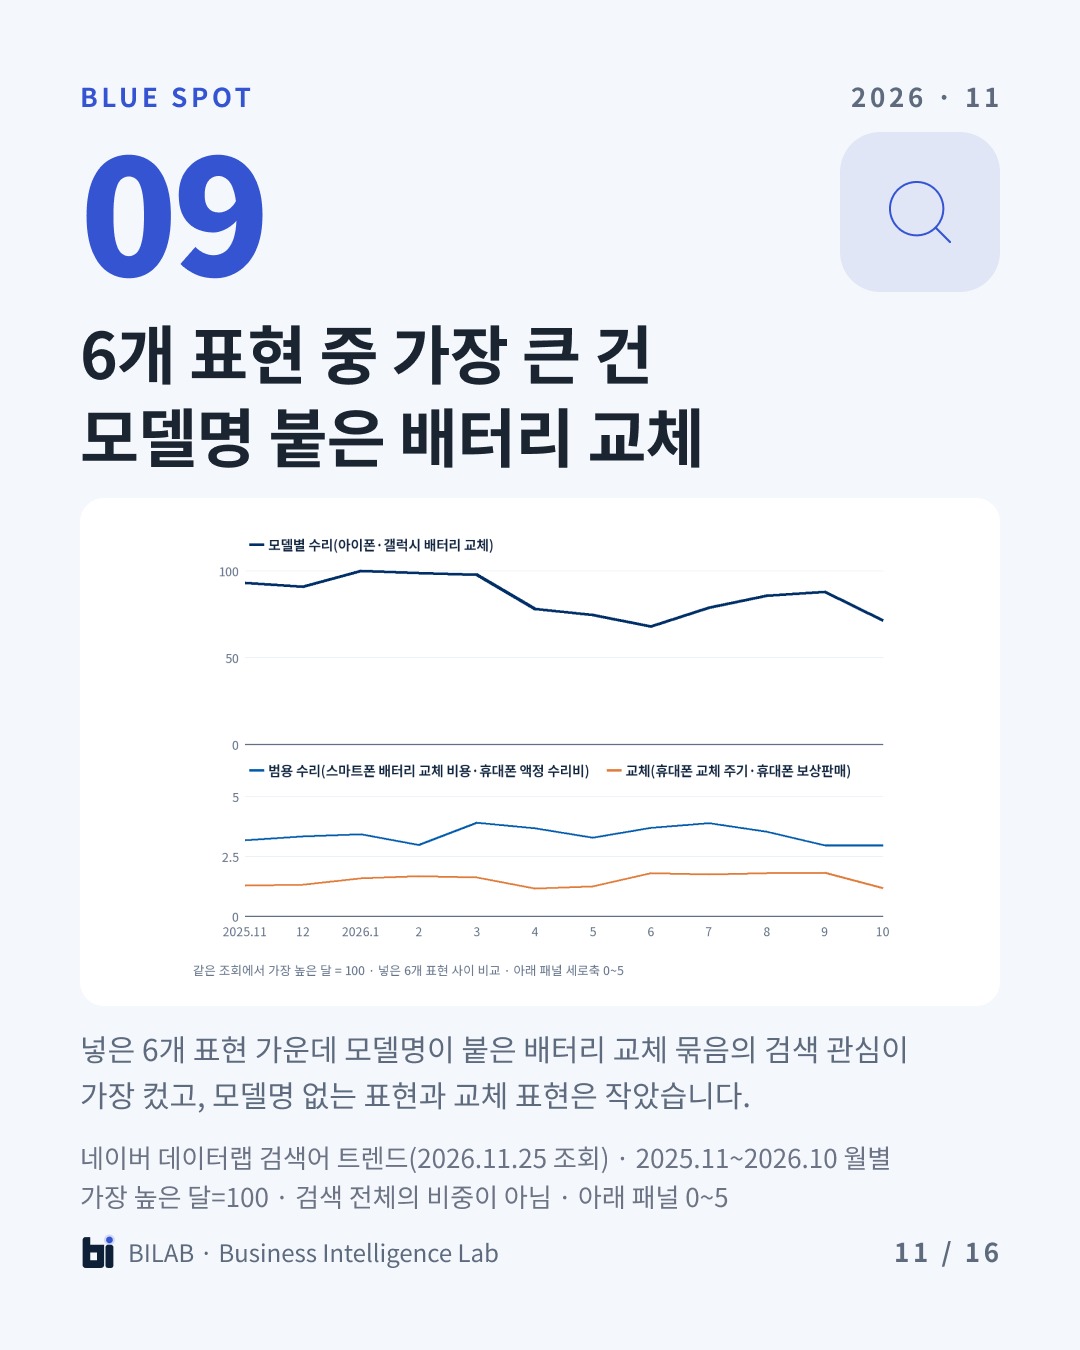 BLUE SPOT
2026 · 11
09
6개 표현 중 가장 큰 건
모델명 붙은 배터리 교체
모델별 수리(아이폰·갤럭시 배터리 교체)
100
50
0
범용 수리(스마트폰 배터리 교체 비용·휴대폰 액정 수리비)
교체(휴대폰 교체 주기·휴대폰 보상판매)
5
2.5
0
2025.11 12 2026.1 2 3 4 5 6 7 8 9 10
같은 조회에서 가장 높은 달 = 100 · 넣은 6개 표현 사이 비교 · 아래 패널 세로축 0~5
넣은 6개 표현 가운데 모델명이 붙은 배터리 교체 묶음의 검색 관심이
가장 컸고, 모델명 없는 표현과 교체 표현은 작았습니다.
네이버 데이터랩 검색어 트렌드(2026.11.25 조회) · 2025.11~2026.10 월별
가장 높은 달=100 · 검색 전체의 비중이 아님 · 아래 패널 0~5
bi BILAB · Business Intelligence Lab
11 / 16